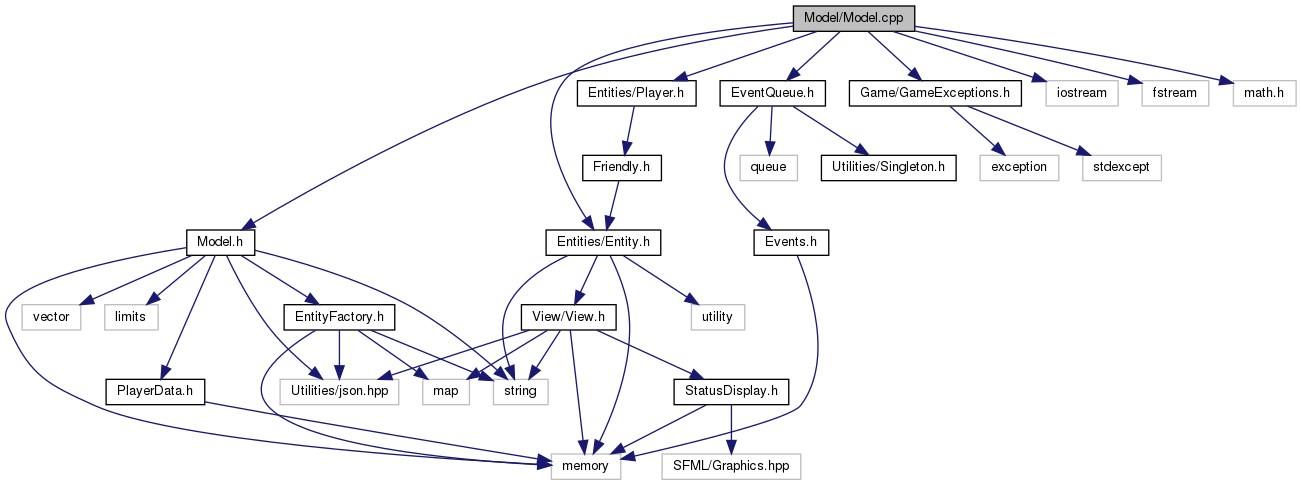 Model/Model.cpp
Entities/Player.h
EventQueue.h
Game/GameExceptions.h
iostream
fstream
math.h
Friendly.h
queue
Utilities/Singleton.h
exception
stdexcept
Model.h
Entities/Entity.h
Events.h
vector
limits
EntityFactory.h
View/View.h
utility
PlayerData.h
Utilities/json.hpp
map
string
StatusDisplay.h
memory
SFML/Graphics.hpp